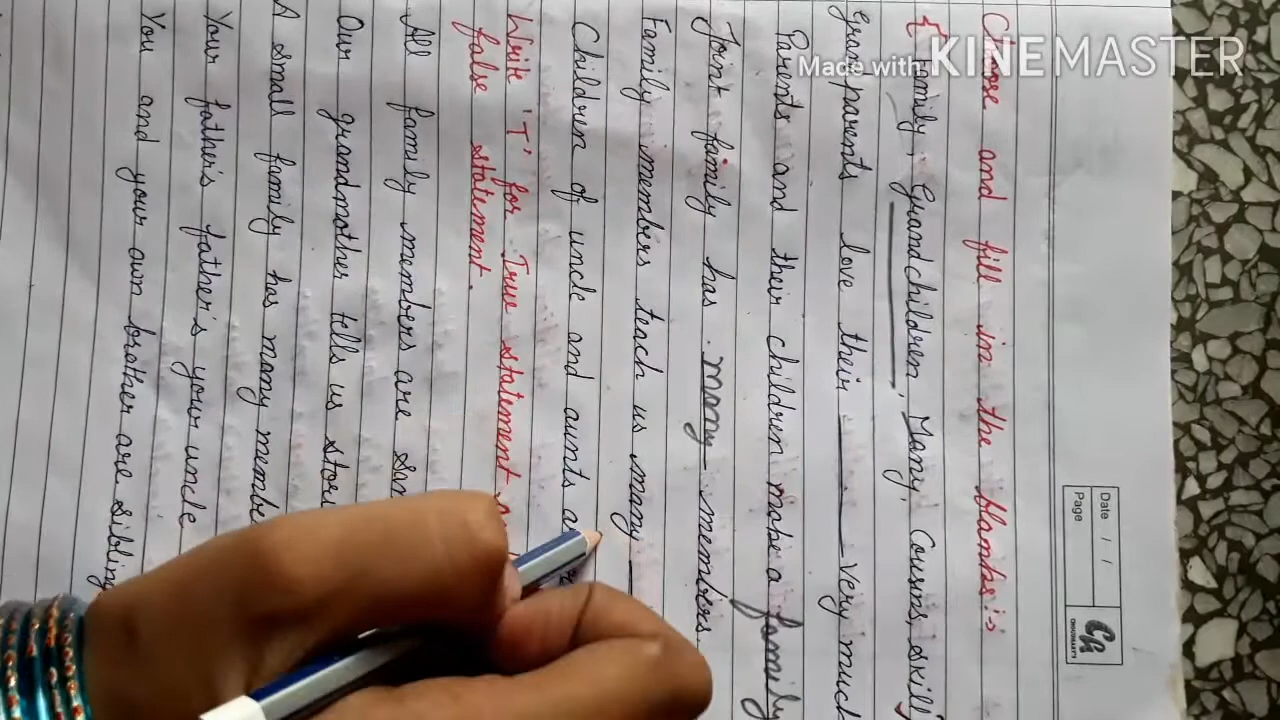 Made with KINEMASTER
Date / /
Page
Ch
CHOUDHARY'S
Choose and fill in the blanks :-
{ Family, Grandchildren, Many, Cousins, skill
Grandparents love their ______ very much
Parents and their children make a family
Joint family has many members.
Family members teach us many
Children of uncle and aunts
Write 'T' for True statement
false statement.
All family members are
Our grandmother tells us
A small family has many
Your father's father's your uncle
You and your own brother are